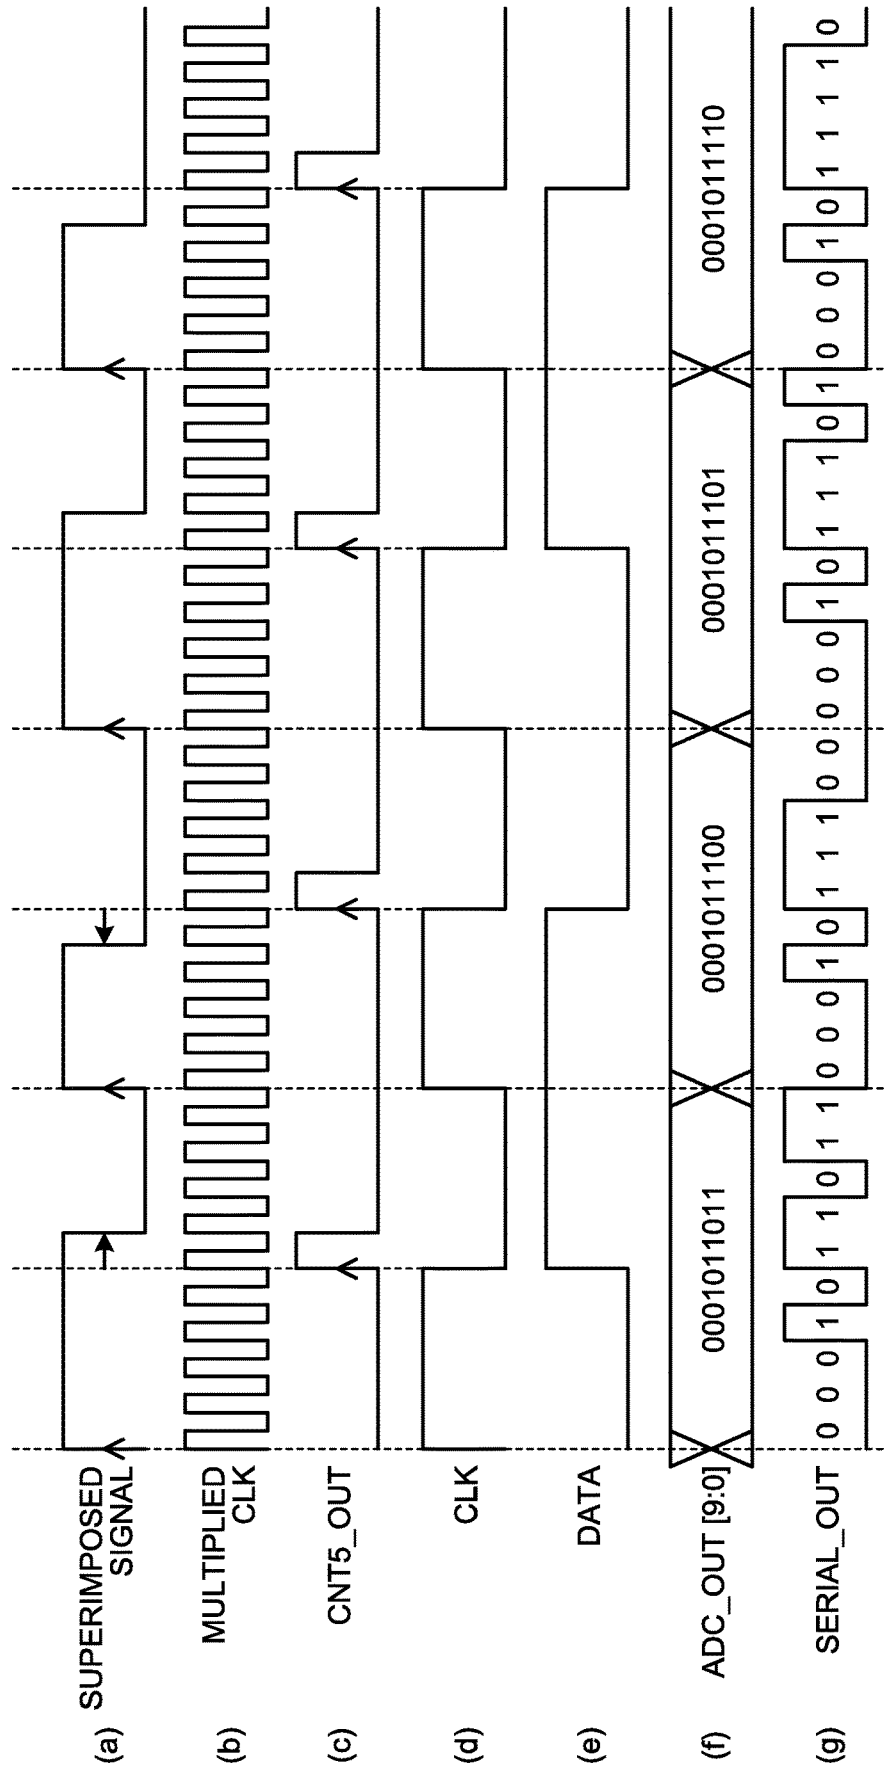 (a) SUPERIMPOSED
SIGNAL
(b) MULTIPLIED
CLK
(c) CNT5_OUT
(d) CLK
(e) DATA
(f) ADC_OUT [9:0] 0001011011 0001011100 0001011101 0001011110
(g) SERIAL_OUT 0 0 0 1 0 1 1 0 1 1 0 0 0 1 0 1 1 1 0 0 0 0 0 1 0 1 1 1 0 1 0 0 0 1 0 1 1 1 1 0